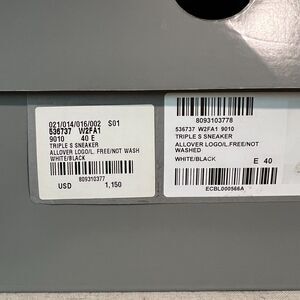 021/014/016/002 S01
536737 W2FA1
9010 40 E
TRIPLE S SNEAKER
ALLOVER LOGO/L. FREE/NOT WASH
WHITE/BLACK
809310377
USD 1,150
8093103778
536737 W2FA1 9010
TRIPLE S SNEAKER
ALLOVER LOGO/L.FREE/NOT
WASHED
WHITE/BLACK E 40
ECBL000566A